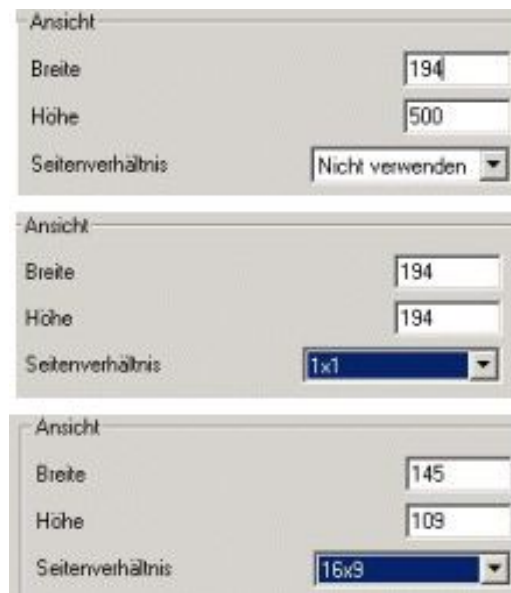 Ansicht
Breite 194
Höhe 500
Seitenverhältnis Nicht verwenden
Ansicht
Breite 194
Höhe 194
Seitenverhältnis 1x1
Ansicht
Breite 145
Höhe 109
Seitenverhältnis 16x9